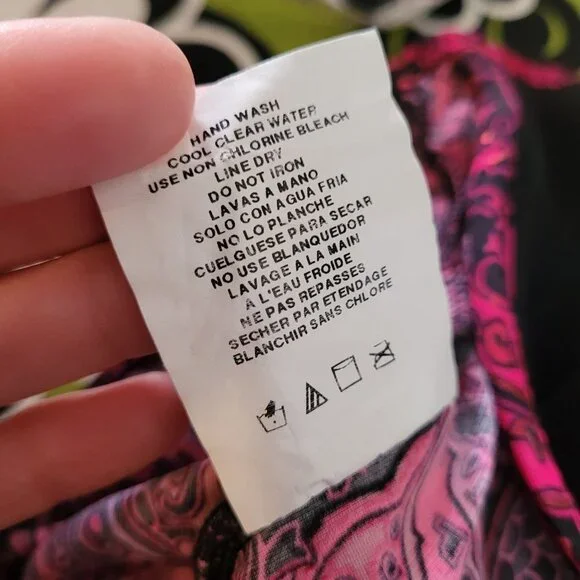 HAND WASH
COOL CLEAR WATER
USE NON CHLORINE BLEACH
LINE DRY
DO NOT IRON
LAVAS A MANO
SOLO CON AGUA FRIA
NO LO PLANCHE
CUELGUESE PARA SECAR
NO USE BLANQUEDOR
LAVAGE A LA MAIN
À L'EAU FROIDE
NE PAS REPASSES
SECHER PAR ETENDAGE
BLANCHIR SANS CHLORE